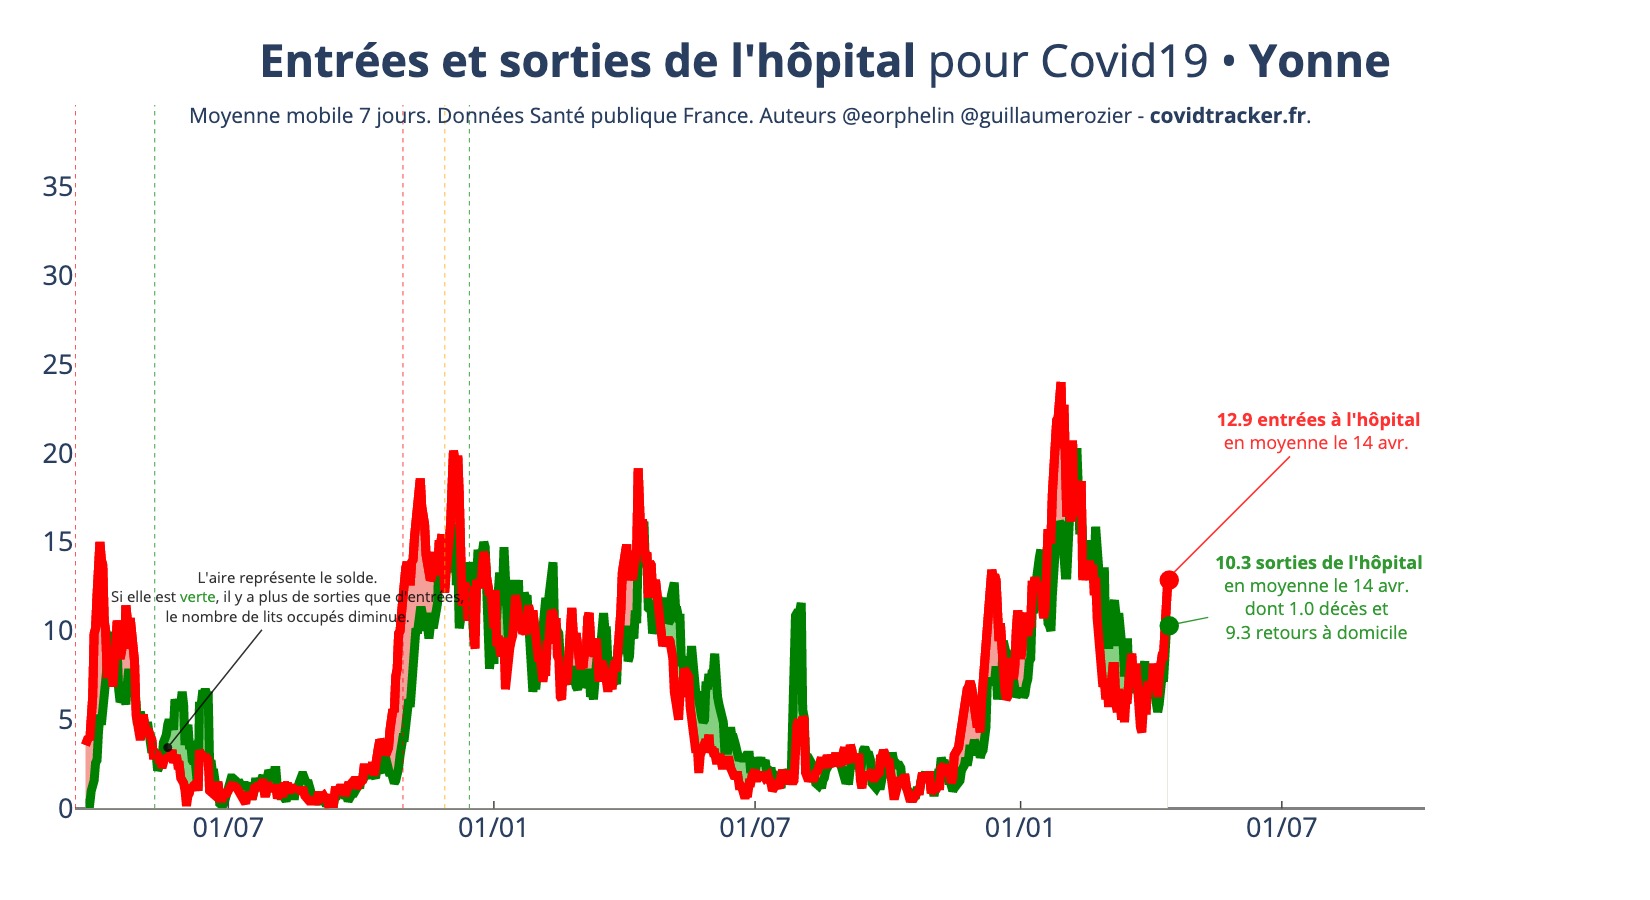 Entrées et sorties de l'hôpital pour Covid19 • Yonne
Moyenne mobile 7 jours. Données Santé publique France. Auteurs @eorphelin @guillaumerozier - covidtracker.fr.
35
30
25
20
15
10
5
0
L'aire représente le solde.
Si elle est verte, il y a plus de sorties que d'entrées,
le nombre de lits occupés diminue.
12.9 entrées à l'hôpital
en moyenne le 14 avr.
10.3 sorties de l'hôpital
en moyenne le 14 avr.
dont 1.0 décès et
9.3 retours à domicile
01/07
01/01
01/07
01/01
01/07